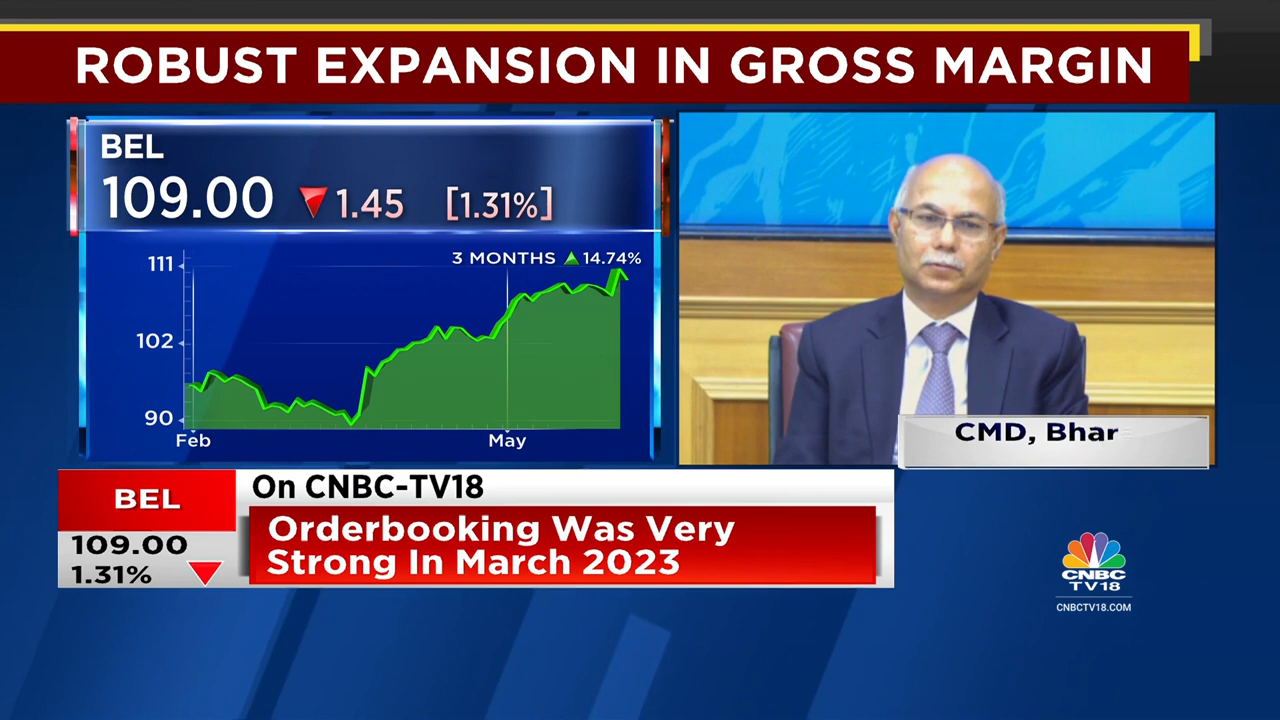 ROBUST EXPANSION IN GROSS MARGIN
BEL
109.00 ▼ 1.45 [1.31%]
3 MONTHS ▲ 14.74%
111
102
90
Feb May
CMD, Bhar
BEL
109.00
1.31% ▼
On CNBC-TV18
Orderbooking Was Very
Strong In March 2023
CNBC
TV18
CNBCTV18.COM